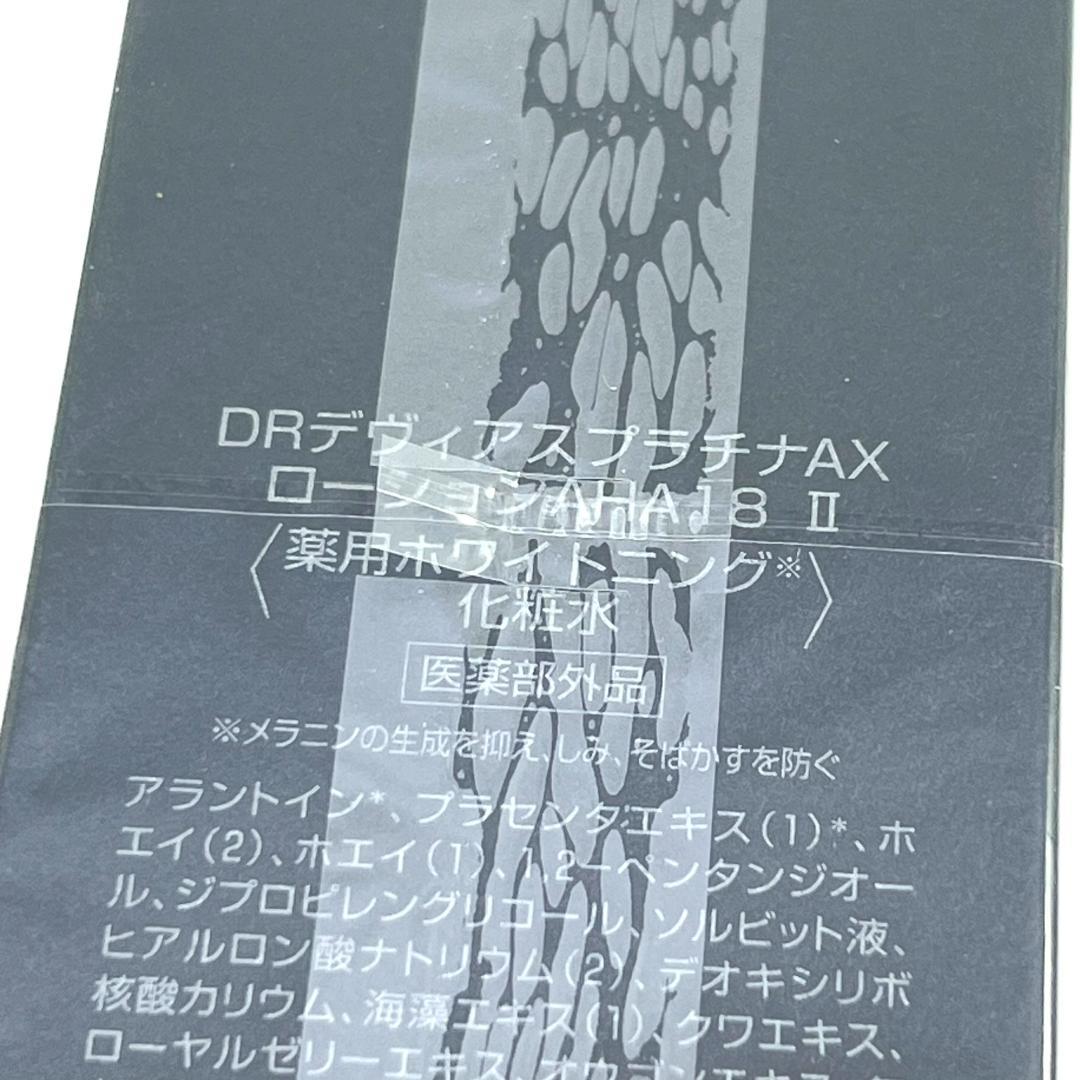 DRデヴィアスプラチナAX
ローションAHA18 Ⅱ
〈薬用ホワイトニング※〉
化粧水
医薬部外品
※メラニンの生成を抑え、しみ、そばかすを防ぐ
アラントイン*、プラセンタエキス(1)*、ホ
エイ(2)、ホエイ(1)、1,2−ペンタンジオー
ル、ジプロピレングリコール、ソルビット液、
ヒアルロン酸ナトリウム(2)、デオキシリボ
核酸カリウム、海藻エキス(1)、クワエキス、
ローヤルゼリーエキス、オウゴンエキス、